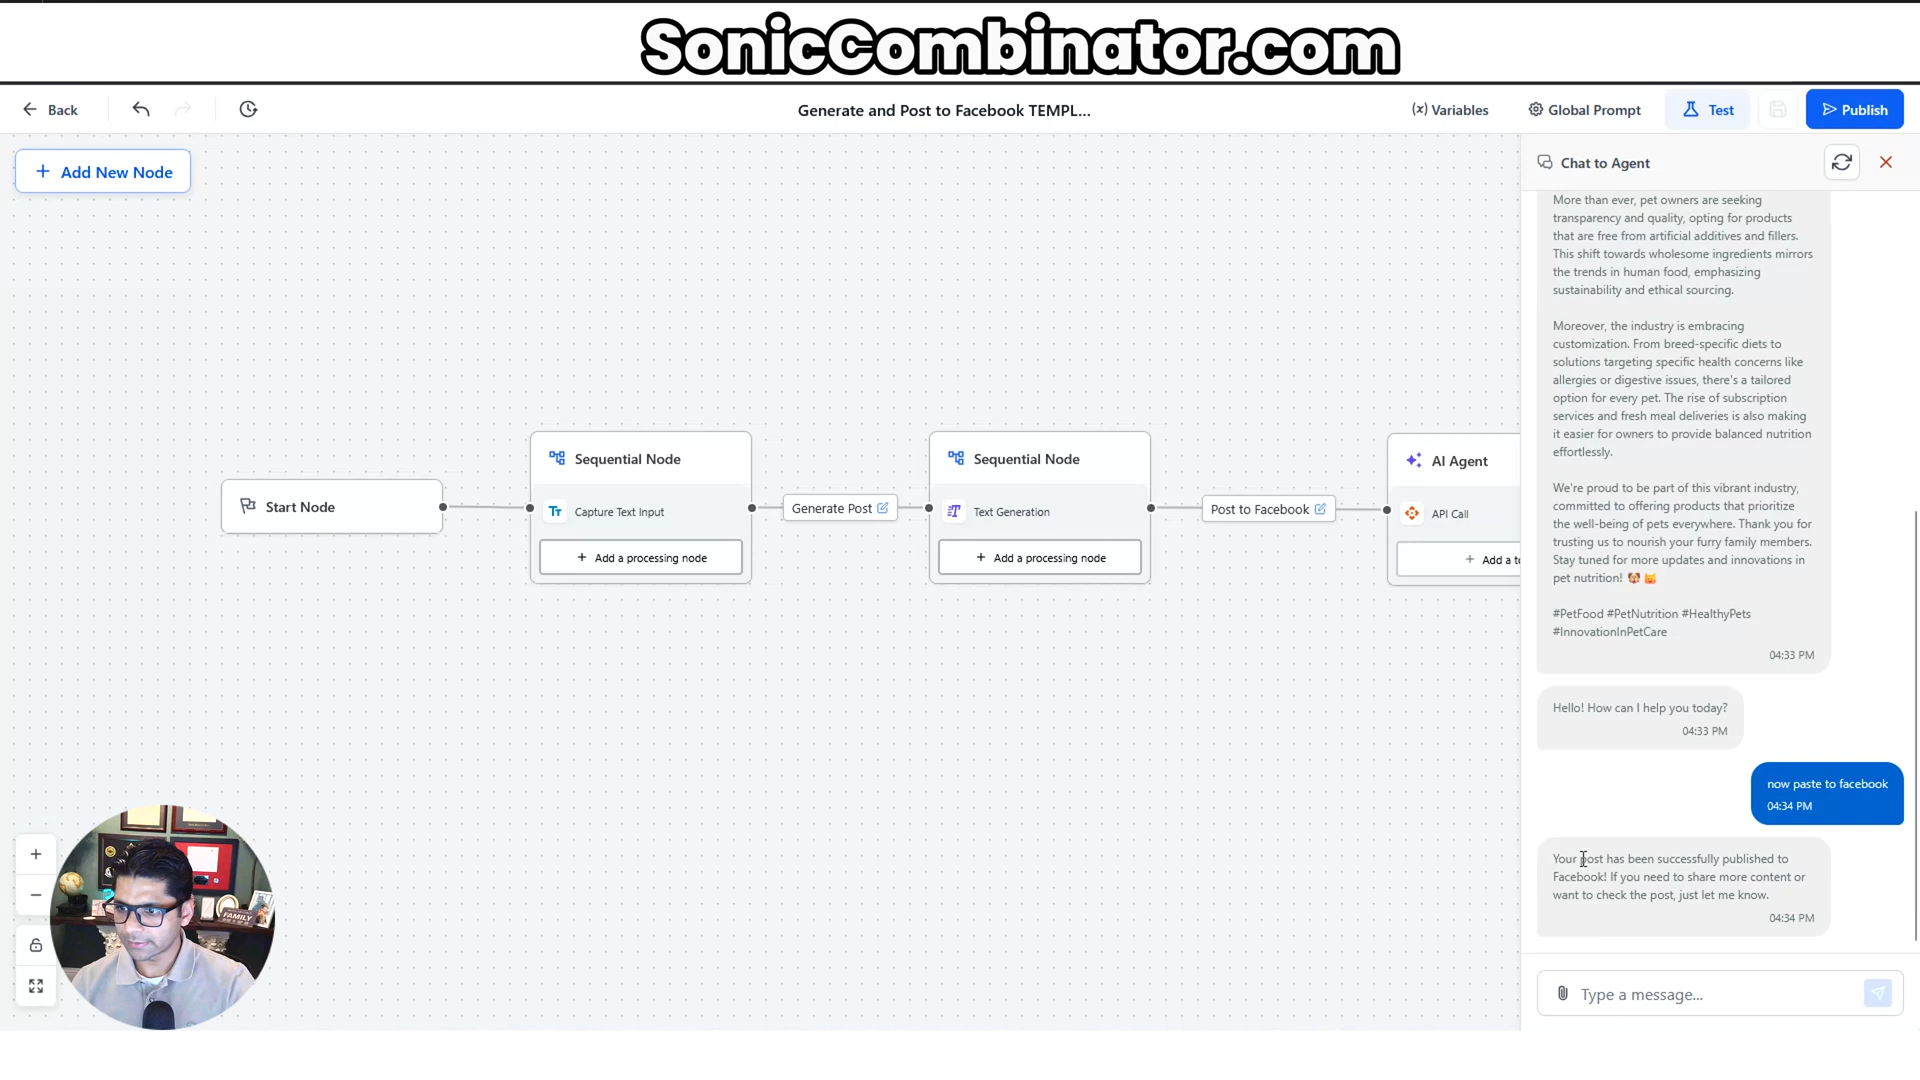 SonicCombinator.com
Back
Generate and Post to Facebook TEMPL...
(x) Variables
Global Prompt
Test
Publish
+ Add New Node
Chat to Agent
More than ever, pet owners are seeking
transparency and quality, opting for products
that are free from artificial additives and fillers.
This shift towards wholesome ingredients mirrors
the trends in human food, emphasizing
sustainability and ethical sourcing.
Moreover, the industry is embracing
customization. From breed-specific diets to
solutions targeting specific health concerns like
allergies or digestive issues, there's a tailored
option for every pet. The rise of subscription
services and fresh meal deliveries is also making
it easier for owners to provide balanced nutrition
effortlessly.
We're proud to be part of this vibrant industry,
committed to offering products that prioritize
the well-being of pets everywhere. Thank you for
trusting us to nourish your furry family members.
Stay tuned for more updates and innovations in
pet nutrition! 🐶 🐱
#PetFood #PetNutrition #HealthyPets
#InnovationInPetCare
04:33 PM
Hello! How can I help you today?
04:33 PM
now paste to facebook
04:34 PM
Your post has been successfully published to
Facebook! If you need to share more content or
want to check the post, just let me know.
04:34 PM
Type a message...
Start Node
Sequential Node
Tт Capture Text Input
+ Add a processing node
Generate Post
Sequential Node
Text Generation
+ Add a processing node
Post to Facebook
AI Agent
API Call
+ Add a to
FAMILY